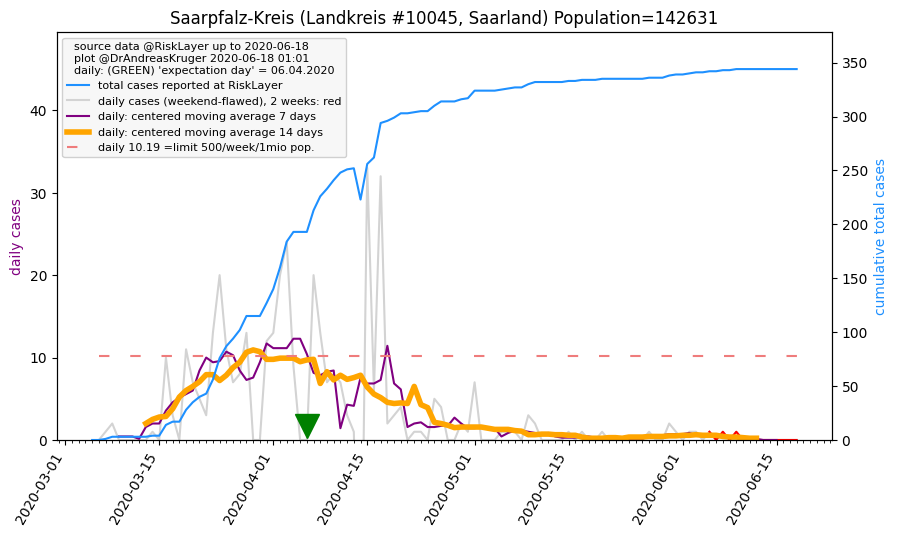 Saarpfalz-Kreis (Landkreis #10045, Saarland) Population=142631
source data @RiskLayer up to 2020-06-18
plot @DrAndreasKruger 2020-06-18 01:01
daily: (GREEN) 'expectation day' = 06.04.2020
total cases reported at RiskLayer
daily cases (weekend-flawed), 2 weeks: red
daily: centered moving average 7 days
daily: centered moving average 14 days
daily 10.19 =limit 500/week/1mio pop.
daily cases
40
30
20
10
0
cumulative total cases
350
300
250
200
150
100
50
0
2020-03-01
2020-03-15
2020-04-01
2020-04-15
2020-05-01
2020-05-15
2020-06-01
2020-06-15